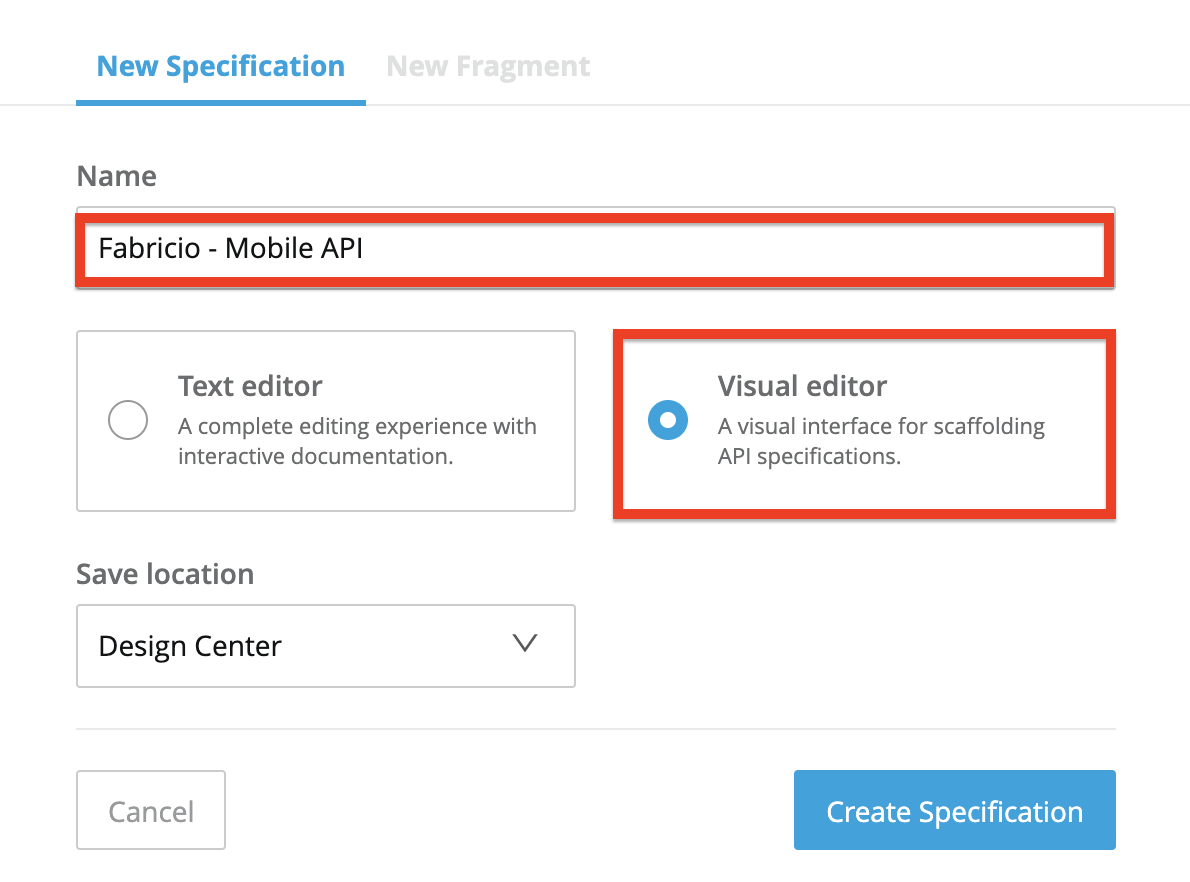 New Specification New Fragment
Name
Fabricio - Mobile API
Text editor
A complete editing experience with
interactive documentation.
Visual editor
A visual interface for scaffolding
API specifications.
Save location
Design Center
Cancel
Create Specification